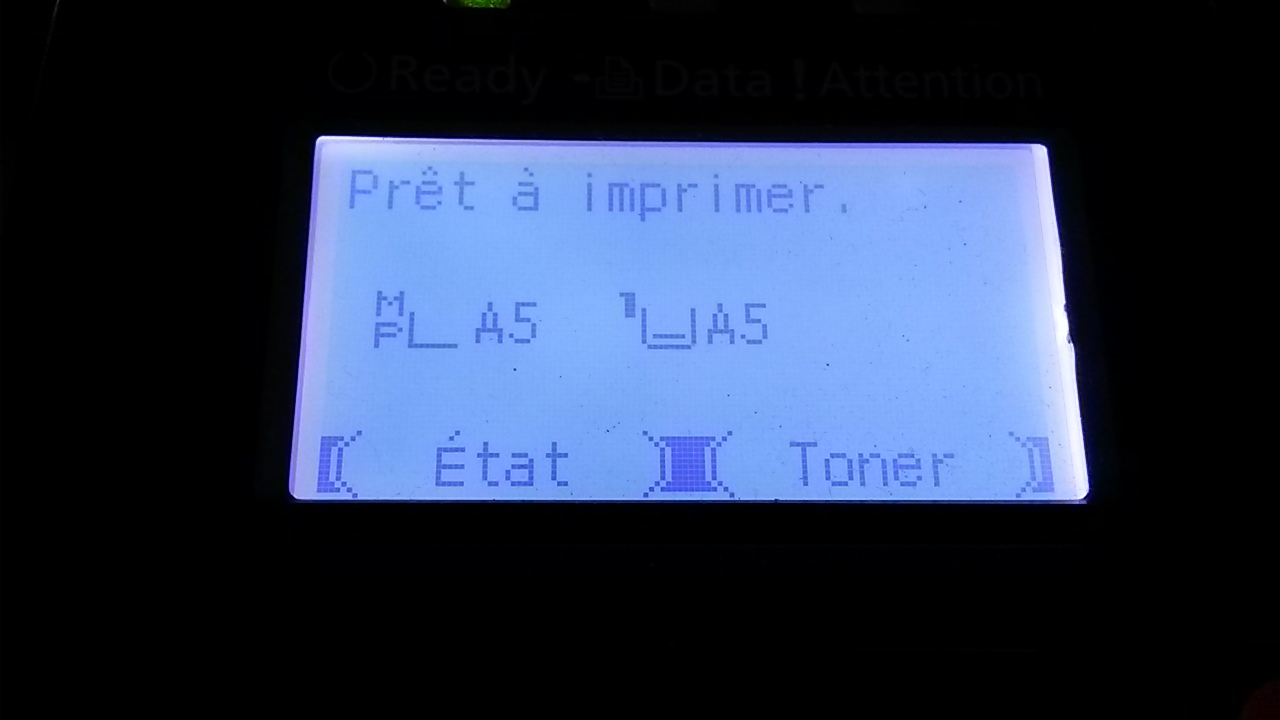 Ready Data ! Attention
Prêt à imprimer.
MP A5 1 A5
[ État ] [ Toner ]